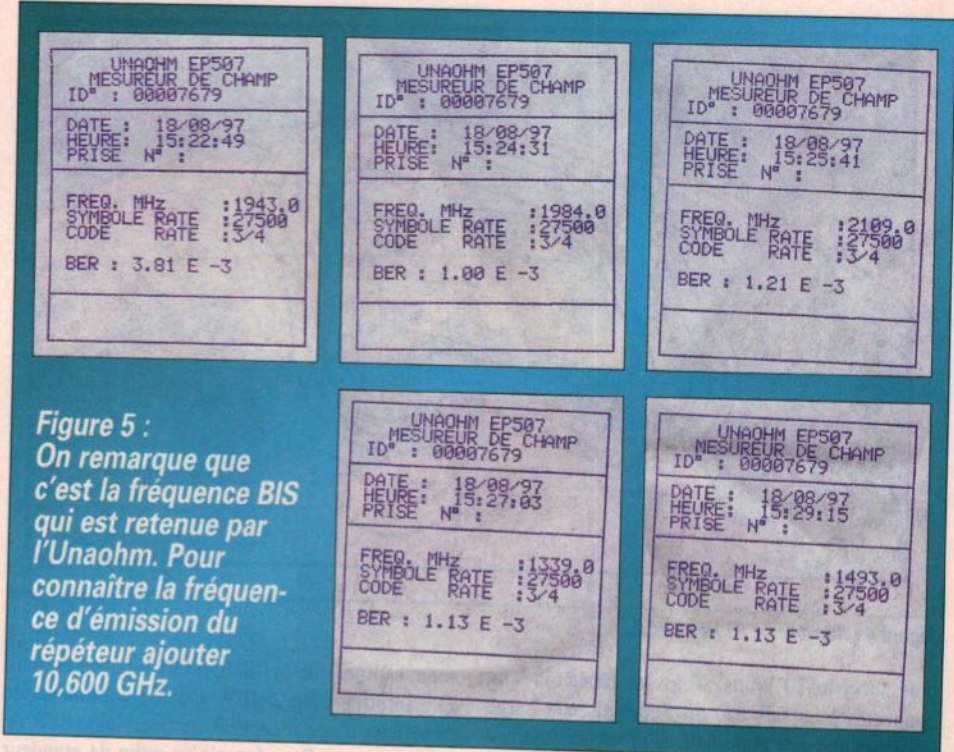 UNAOHM EP507
MESUREUR DE CHAMP
ID° : 00007679
DATE : 18/08/97
HEURE: 15:22:49
PRISE N° :
FREQ. MHz :1943.0
SYMBOLE RATE :27500
CODE RATE :3/4
BER : 3.81 E -3
UNAOHM EP507
MESUREUR DE CHAMP
ID° : 00007679
DATE : 18/08/97
HEURE: 15:24:31
PRISE N° :
FREQ. MHz :1984.0
SYMBOLE RATE :27500
CODE RATE :3/4
BER : 1.00 E -3
UNAOHM EP507
MESUREUR DE CHAMP
ID° : 00007679
DATE : 18/08/97
HEURE: 15:25:41
PRISE N° :
FREQ. MHz :2109.0
SYMBOLE RATE :27500
CODE RATE :3/4
BER : 1.21 E -3
Figure 5 :
On remarque que
c'est la fréquence BIS
qui est retenue par
l'Unaohm. Pour
connaître la fréquen-
ce d'émission du
répéteur ajouter
10,600 GHz.
UNAOHM EP507
MESUREUR DE CHAMP
ID° : 00007679
DATE : 18/08/97
HEURE: 15:27:03
PRISE N° :
FREQ. MHz :1339.0
SYMBOLE RATE :27500
CODE RATE :3/4
BER : 1.13 E -3
UNAOHM EP507
MESUREUR DE CHAMP
ID° : 00007679
DATE : 18/08/97
HEURE: 15:29:15
PRISE N° :
FREQ. MHz :1493.0
SYMBOLE RATE :27500
CODE RATE :3/4
BER : 1.13 E -3